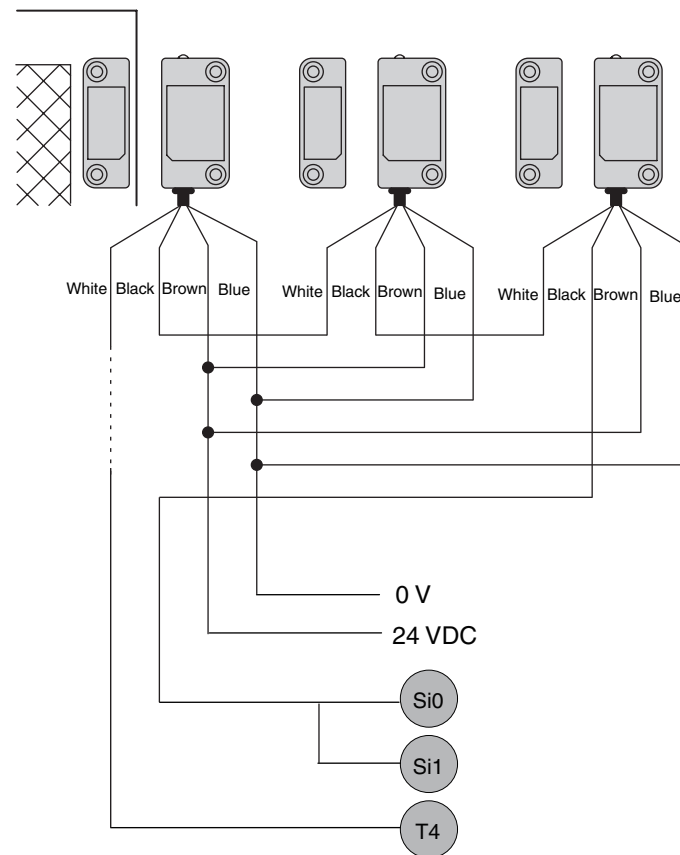 White Black Brown Blue White Black Brown Blue White Black Brown Blue
0 V
24 VDC
Si0
Si1
T4